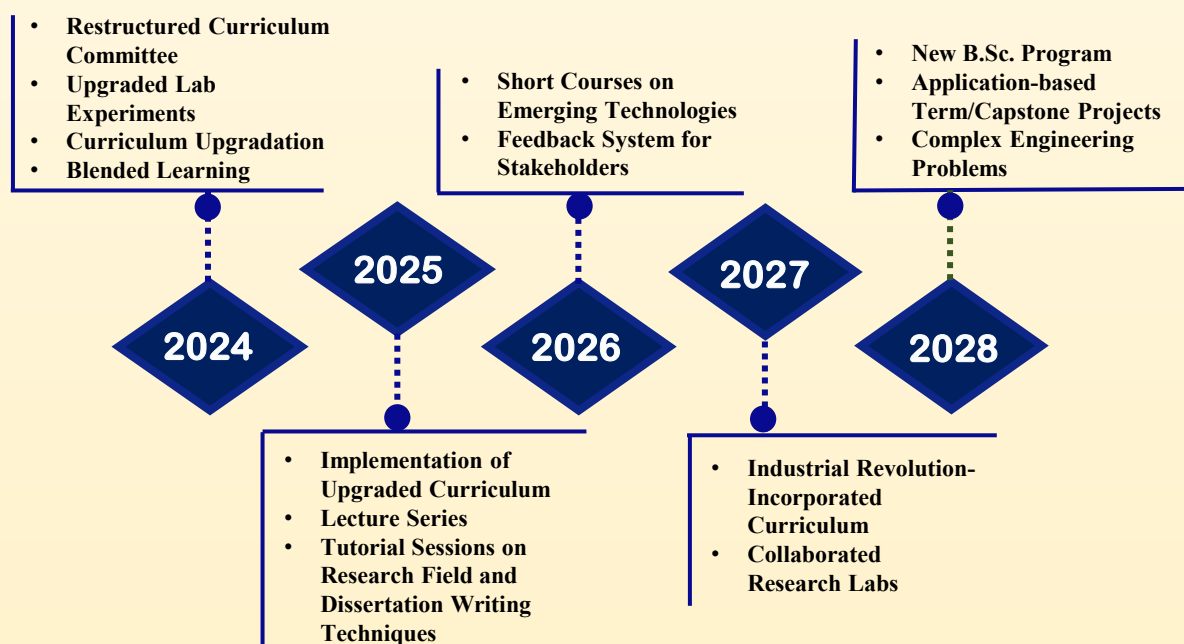 • Restructured Curriculum
Committee
• Upgraded Lab
Experiments
• Curriculum Upgradation
• Blended Learning
2024
2025
• Implementation of
Upgraded Curriculum
• Lecture Series
• Tutorial Sessions on
Research Field and
Dissertation Writing
Techniques
• Short Courses on
Emerging Technologies
• Feedback System for
Stakeholders
2026
2027
• Industrial Revolution-
Incorporated
Curriculum
• Collaborated
Research Labs
• New B.Sc. Program
• Application-based
Term/Capstone Projects
• Complex Engineering
Problems
2028